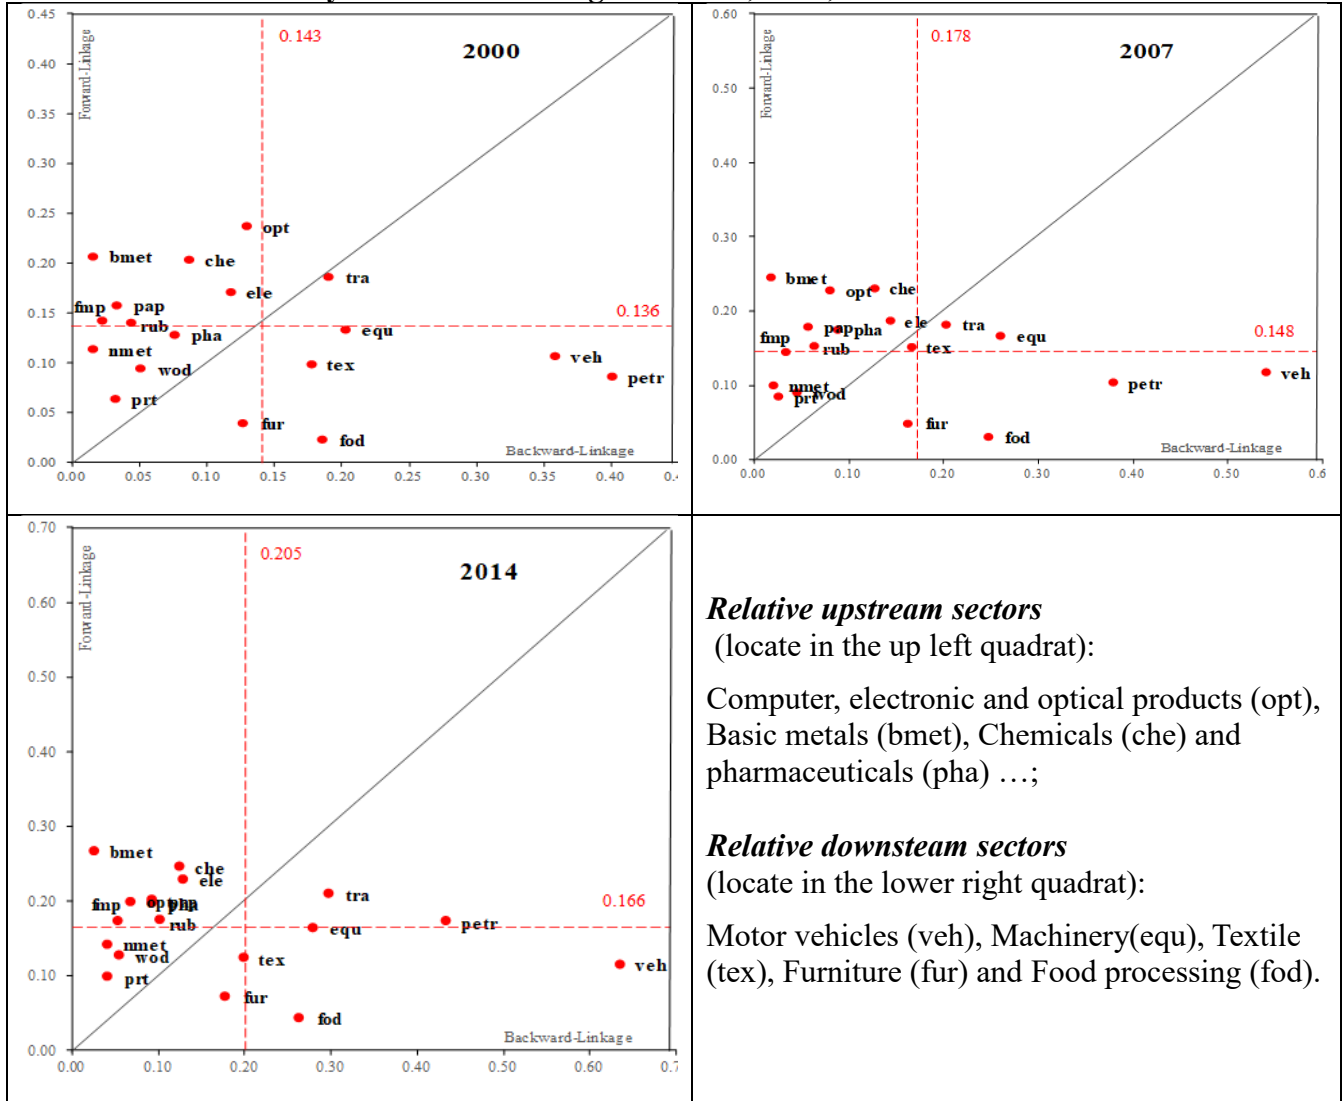 0.45
0.143
2000
0.40
Forward-Linkage
0.35
0.30
0.25
opt
bmet
che
0.20
tra
ele
fmp
pap
0.15
0.136
rub
equ
pha
nmet
veh
0.10
tex
wod
petr
prt
0.05
fur
fod
Backward-Linkage
0.00
0.00 0.05 0.10 0.15 0.20 0.25 0.30 0.35 0.40 0.4
0.60
0.178
2007
Forward-Linkage
0.50
0.40
0.30
bmet
opt
che
0.20
ele
tra
pap
pha
fmp
equ
0.148
rub
tex
0.10
nmet
petr
veh
prt
wod
fur
fod
Backward-Linkage
0.00
0.00 0.10 0.20 0.30 0.40 0.50 0.6
0.70
0.205
2014
Forward-Linkage
0.60
0.50
0.40
0.30
bmet
che
ele
0.20
tra
0.166
fmp
opt
pha
rub
petr
equ
nmet
wod
tex
veh
0.10
prt
fur
fod
Backward-Linkage
0.00
0.00 0.10 0.20 0.30 0.40 0.50 0.60 0.7
Relative upstream sectors
(locate in the up left quadrat):
Computer, electronic and optical products (opt),
Basic metals (bmet), Chemicals (che) and
pharmaceuticals (pha) …;
Relative downsteam sectors
(locate in the lower right quadrat):
Motor vehicles (veh), Machinery(equ), Textile
(tex), Furniture (fur) and Food processing (fod).